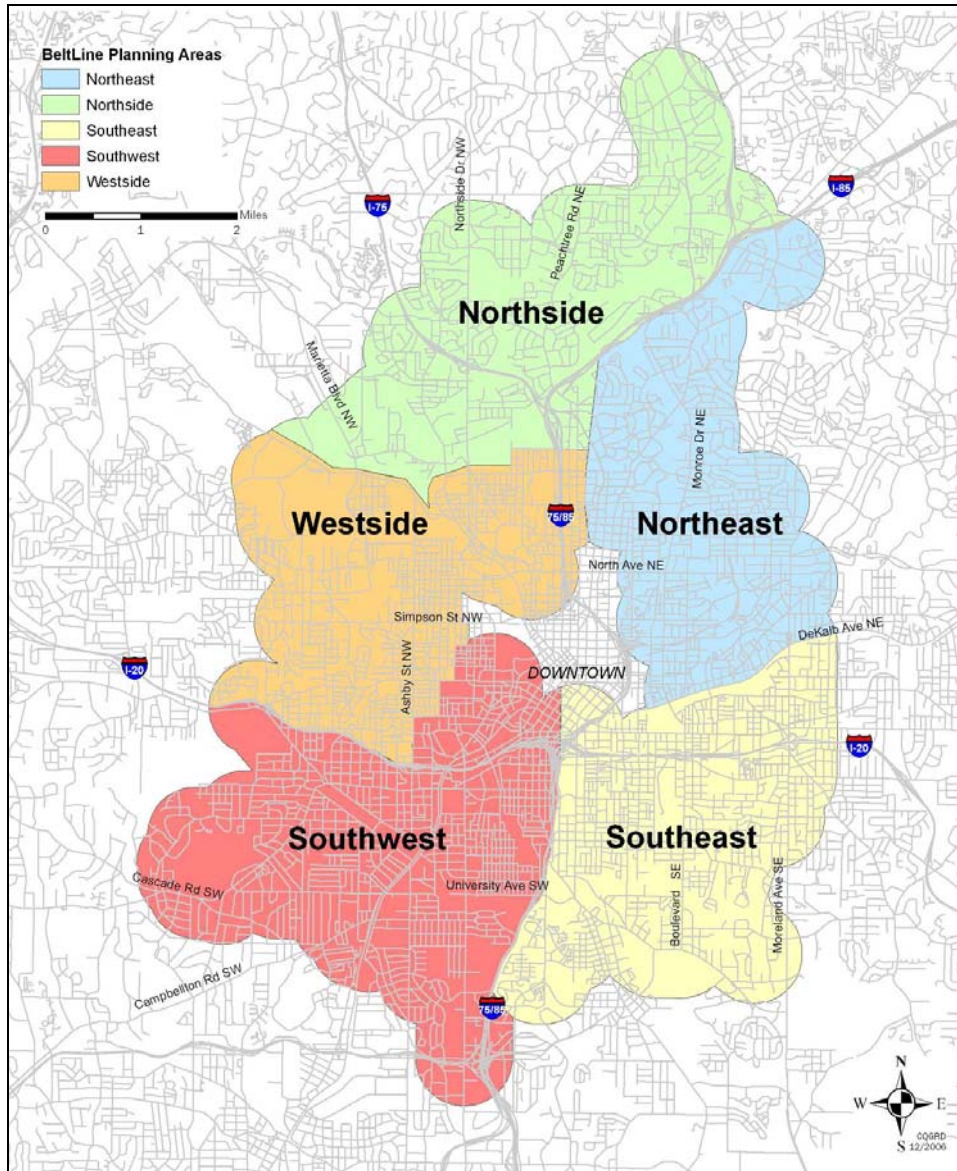 BeltLine Planning Areas
Northeast
Northside
Southeast
Southwest
Westside
Miles
0 1 2
Northside Dr NW
I-75
I-85
Peachtree Rd NE
Northside
Marietta Blvd NW
Monroe Dr NE
Westside
75/85
Northeast
North Ave NE
Simpson St NW
DeKalb Ave NE
I-20
Ashby St NW
DOWNTOWN
I-20
Southwest
Southeast
Cascade Rd SW
University Ave SW
Boulevard SE
Moreland Ave SE
Campbellton Rd SW
75/85
N
W E
S
CQGRD
12/2006